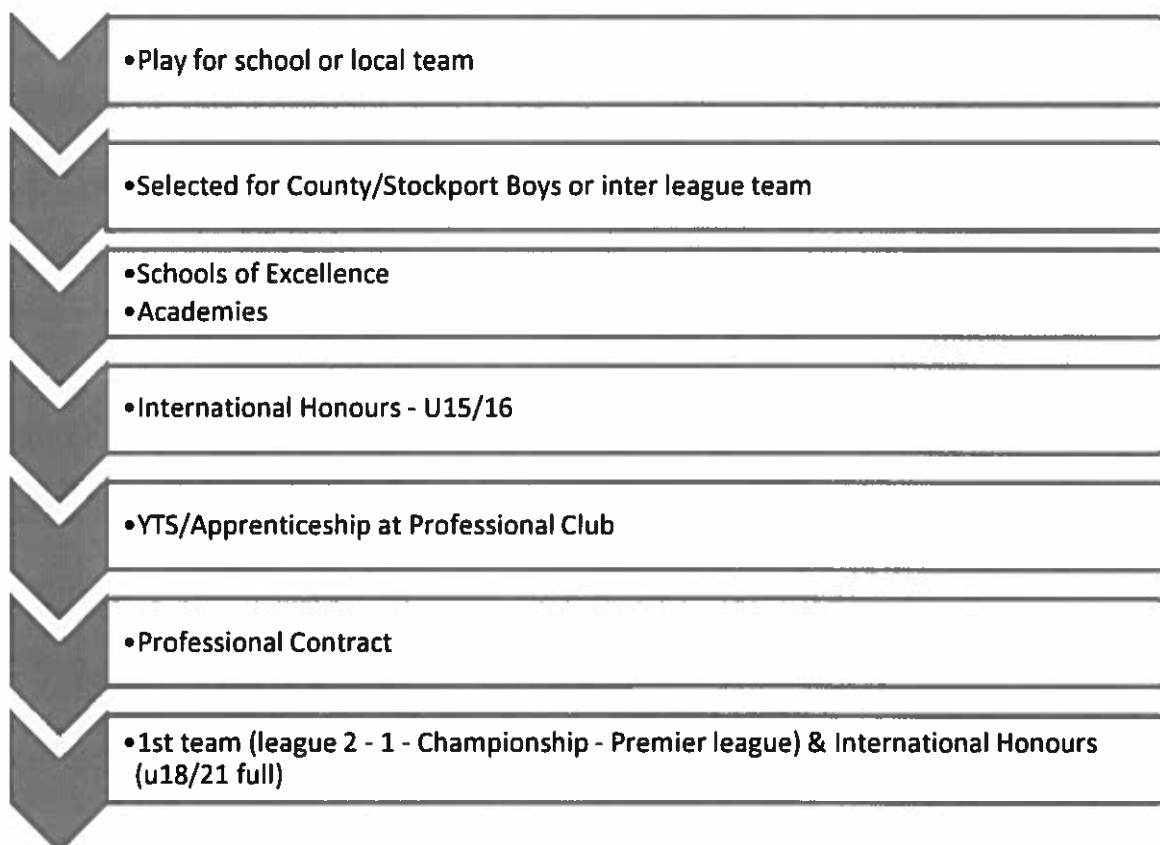 •Play for school or local team
•Selected for County/Stockport Boys or inter league team
•Schools of Excellence
•Academies
•International Honours - U15/16
•YTS/Apprenticeship at Professional Club
•Professional Contract
•1st team (league 2 - 1 - Championship - Premier league) & International Honours
(u18/21 full)